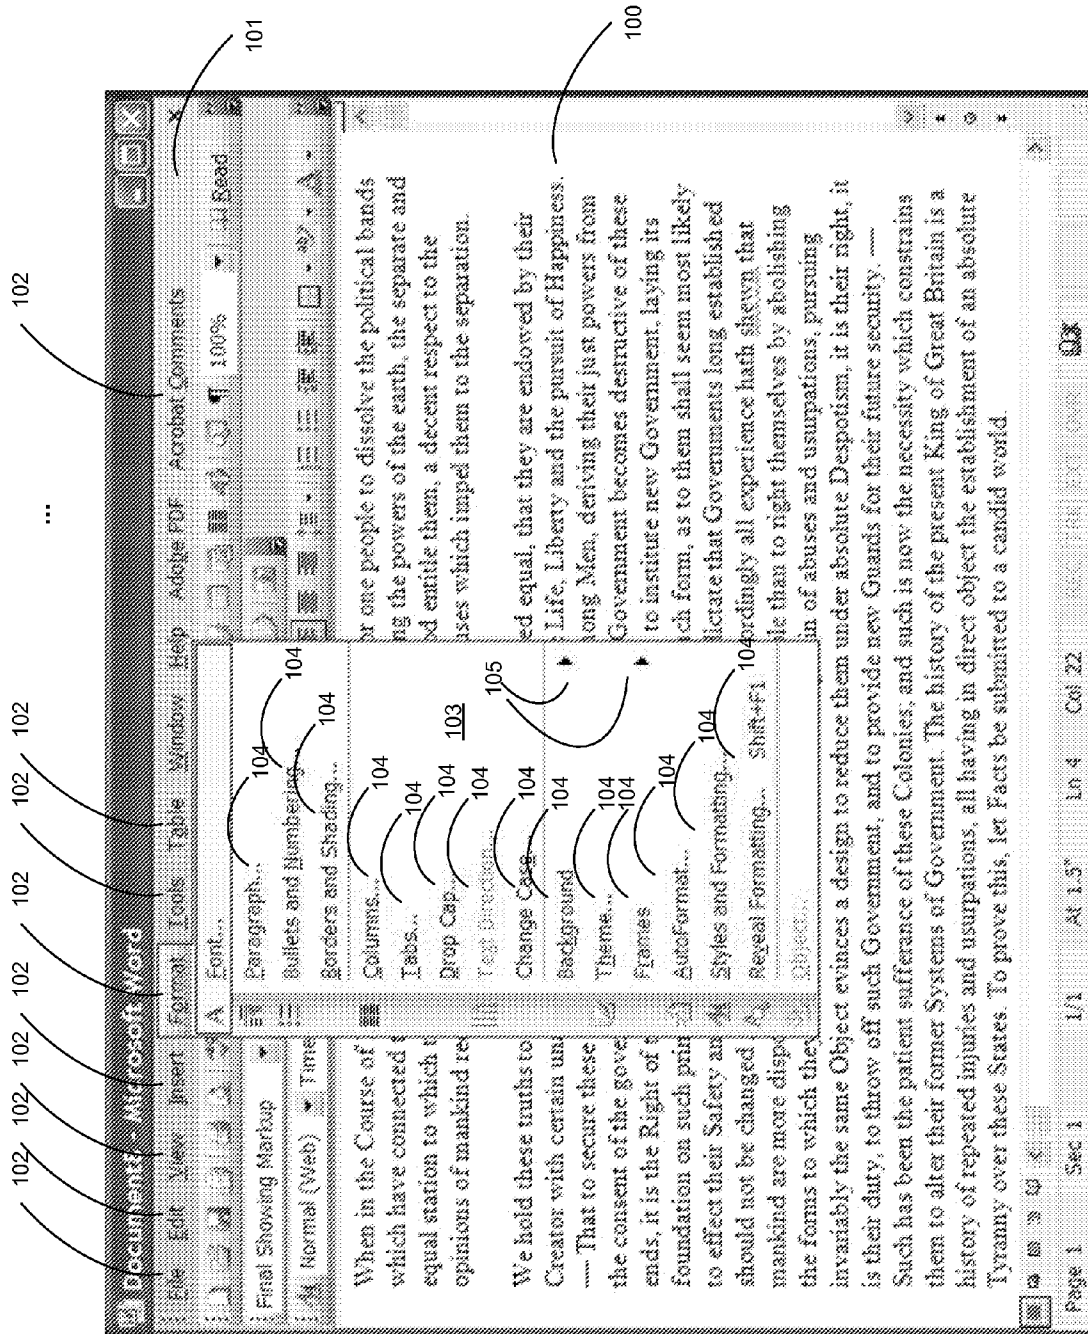 102 102 102 102 102 102 102 ... 102
101
Document2 - Microsoft Word
File Edit View Insert Format Tools Table Window Help Adobe PDF Acrobat Comments
100% Read
Final Showing Markup
Normal (Web) Time
Font...
Paragraph... 104
Bullets and Numbering... 104
Borders and Shading... 104
103
Columns... 104
Tabs... 104
Drop Cap... 104
Text Direction... 104
Change Case... 104
105
Background 104
Theme... 104
Frames 104
AutoFormat... 104
Styles and Formatting... 104
Reveal Formatting... Shift+F1 104
Object...
100
When in the Course of
or one people to dissolve the political bands
which have connected t
ng the powers of the earth, the separate and
equal station to which t
od entitle them, a decent respect to the
opinions of mankind re
uses which impel them to the separation.
We hold these truths to
ed equal, that they are endowed by their
Creator with certain un
Life, Liberty and the pursuit of Happiness.
— That to secure these
ong Men, deriving their just powers from
the consent of the gove
Government becomes destructive of these
ends, it is the Right of t
to institute new Government, laying its
foundation on such prin
ch form, as to them shall seem most likely
to effect their Safety an
dictate that Governments long established
should not be changed
ordingly all experience hath shewn that
mankind are more dispo
ble than to right themselves by abolishing
the forms to which they
in of abuses and usurpations, pursuing
invariably the same Object evinces a design to reduce them under absolute Despotism, it is their right, it
is their duty, to throw off such Government, and to provide new Guards for their future security. —
Such has been the patient sufferance of these Colonies, and such is now the necessity which constrains
them to alter their former Systems of Government. The history of the present King of Great Britain is a
history of repeated injuries and usurpations, all having in direct object the establishment of an absolute
Tyranny over these States. To prove this, let Facts be submitted to a candid world.
Page 1 Sec 1 1/1 At 1.5" Ln 4 Col 22